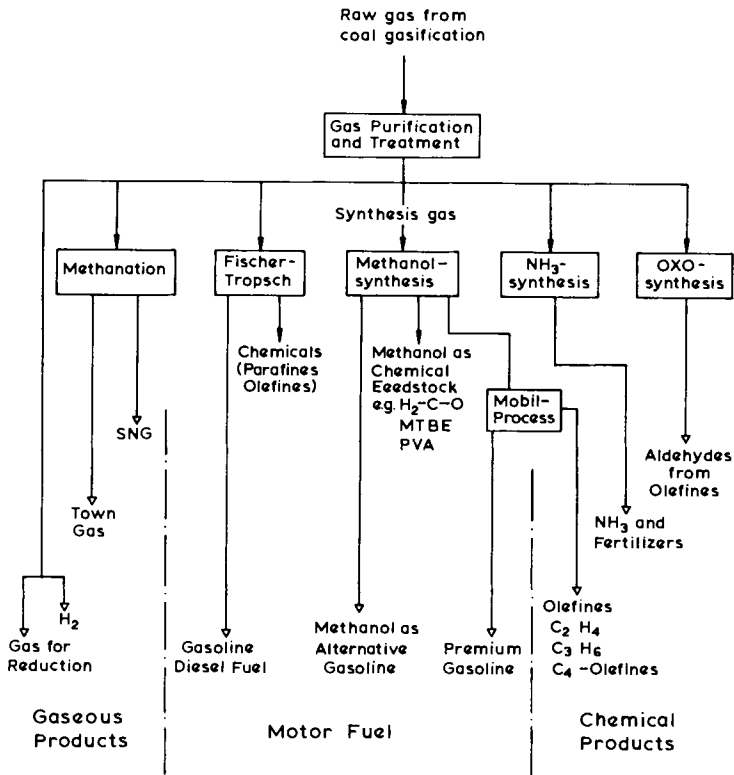 Raw gas from
coal gasification
Gas Purification
and Treatment
Synthesis gas
Methanation
Fischer-
Tropsch
Methanol-
synthesis
NH₃-
synthesis
OXO-
synthesis
Chemicals
(Parafines
Olefines)
Methanol as
Chemical
Eeedstock
e.g. H₂-C-O
MTBE
PVA
Mobil-
Process
SNG
Aldehydes
from
Olefines
Town
Gas
NH₃ and
Fertilizers
H₂
Gas for
Reduction
Gasoline
Diesel Fuel
Methanol as
Alternative
Gasoline
Premium
Gasoline
Olefines
C₂ H₄
C₃ H₆
C₄ -Olefines
Gaseous
Products
Motor Fuel
Chemical
Products